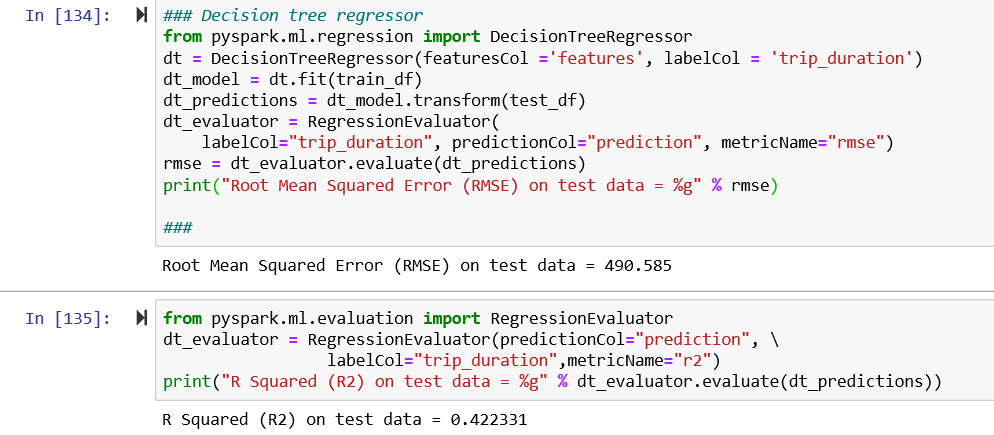 In [134]:
### Decision tree regressor
from pyspark.ml.regression import DecisionTreeRegressor
dt = DecisionTreeRegressor(featuresCol ='features', labelCol = 'trip_duration')
dt_model = dt.fit(train_df)
dt_predictions = dt_model.transform(test_df)
dt_evaluator = RegressionEvaluator(
    labelCol="trip_duration", predictionCol="prediction", metricName="rmse")
rmse = dt_evaluator.evaluate(dt_predictions)
print("Root Mean Squared Error (RMSE) on test data = %g" % rmse)
###
Root Mean Squared Error (RMSE) on test data = 490.585
In [135]:
from pyspark.ml.evaluation import RegressionEvaluator
dt_evaluator = RegressionEvaluator(predictionCol="prediction", \
                 labelCol="trip_duration",metricName="r2")
print("R Squared (R2) on test data = %g" % dt_evaluator.evaluate(dt_predictions))
R Squared (R2) on test data = 0.422331